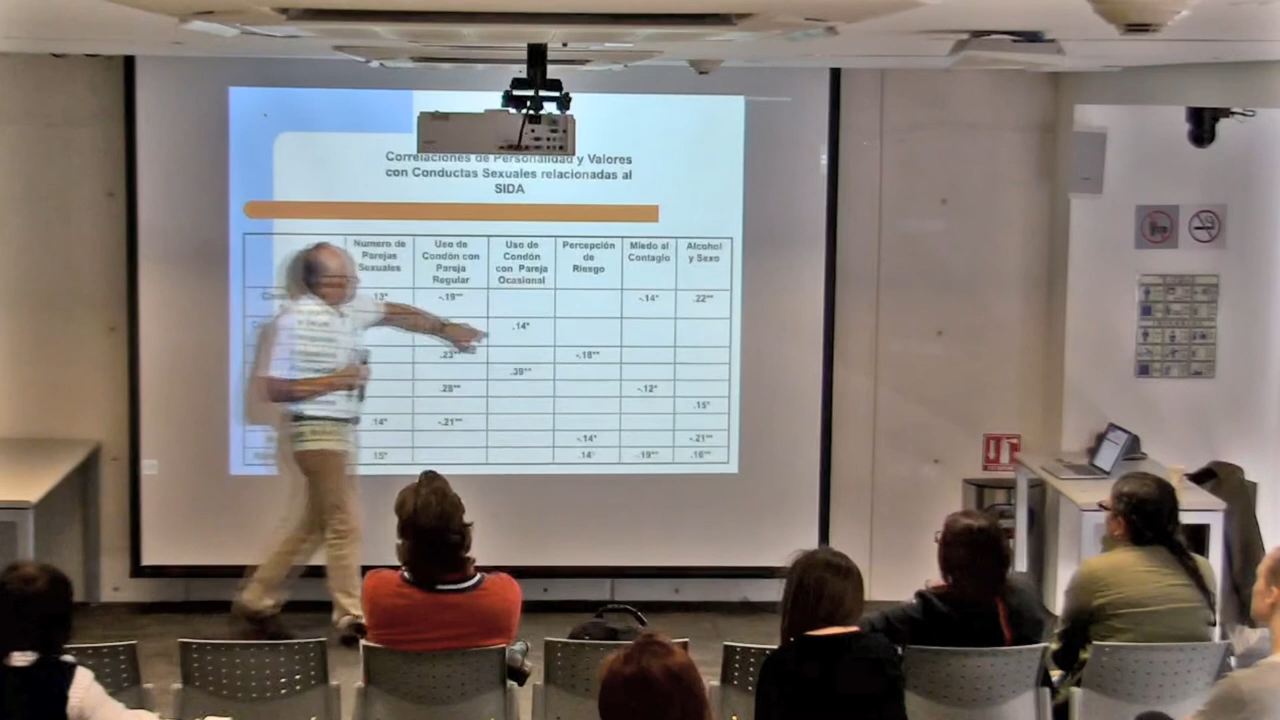 Correlaciones de Personalidad y Valores
con Conductas Sexuales relacionadas al
SIDA
Numero de Parejas Sexuales
Uso de Condón con Pareja Regular
Uso de Condón con Pareja Ocasional
Percepción de Riesgo
Miedo al Contagio
Alcohol y Sexo
.13* -.19** -.14* .22**
.14*
.23** -.18**
.39**
.28** -.12*
.15*
.14* -.21**
-.14* -.21**
.15* .14* -.19** .16**